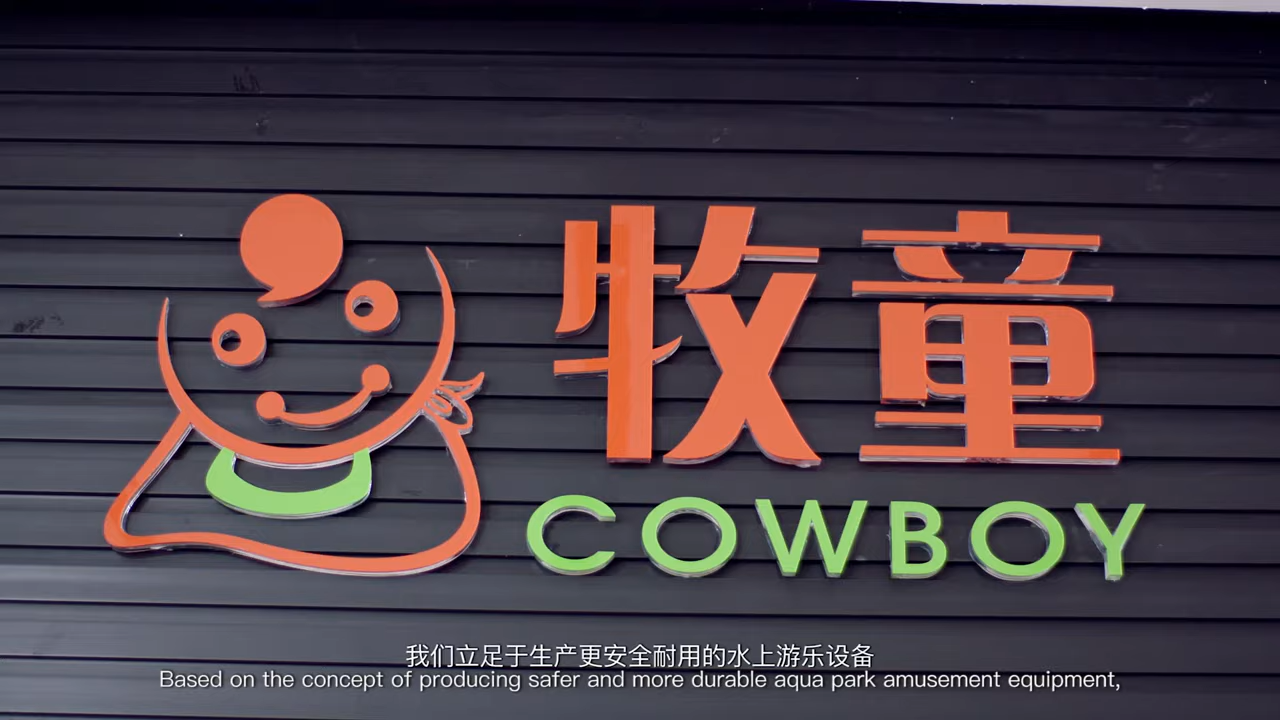 牧童
COWBOY
我们立足于生产更安全耐用的水上游乐设备
Based on the concept of producing safer and more durable aqua park amusement equipment,